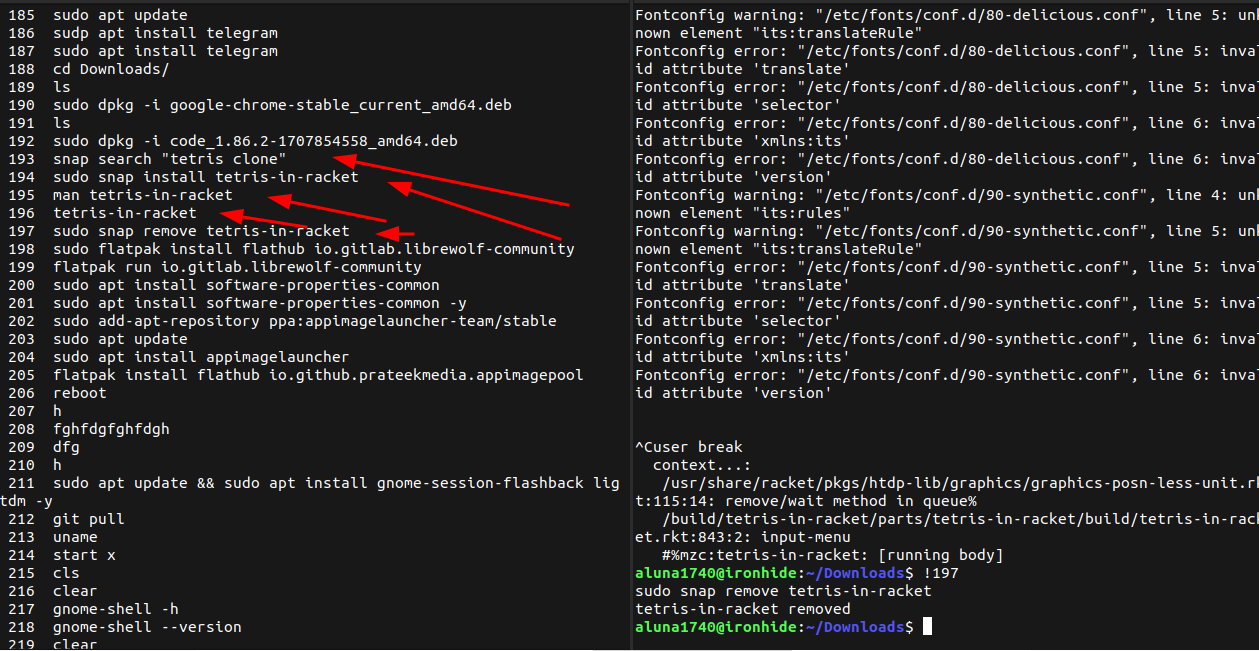 185  sudo apt update
186  sudp apt install telegram
187  sudo apt install telegram
188  cd Downloads/
189  ls
190  sudo dpkg -i google-chrome-stable_current_amd64.deb
191  ls
192  sudo dpkg -i code_1.86.2-1707854558_amd64.deb
193  snap search "tetris clone"
194  sudo snap install tetris-in-racket
195  man tetris-in-racket
196  tetris-in-racket
197  sudo snap remove tetris-in-racket
198  sudo flatpak install flathub io.gitlab.librewolf-community
199  flatpak run io.gitlab.librewolf-community
200  sudo apt install software-properties-common
201  sudo apt install software-properties-common -y
202  sudo add-apt-repository ppa:appimagelauncher-team/stable
203  sudo apt update
204  sudo apt install appimagelauncher
205  flatpak install flathub io.github.prateekmedia.appimagepool
206  reboot
207  h
208  fghfdgfghfdgh
209  dfg
210  h
211  sudo apt update && sudo apt install gnome-session-flashback lig
tdm -y
212  git pull
213  uname
214  start x
215  cls
216  clear
217  gnome-shell -h
218  gnome-shell --version
219  clear
Fontconfig warning: "/etc/fonts/conf.d/80-delicious.conf", line 5: unk
nown element "its:translateRule"
Fontconfig error: "/etc/fonts/conf.d/80-delicious.conf", line 5: inval
id attribute 'translate'
Fontconfig error: "/etc/fonts/conf.d/80-delicious.conf", line 5: inval
id attribute 'selector'
Fontconfig error: "/etc/fonts/conf.d/80-delicious.conf", line 6: inval
id attribute 'xmlns:its'
Fontconfig error: "/etc/fonts/conf.d/80-delicious.conf", line 6: inval
id attribute 'version'
Fontconfig warning: "/etc/fonts/conf.d/90-synthetic.conf", line 4: unk
nown element "its:rules"
Fontconfig warning: "/etc/fonts/conf.d/90-synthetic.conf", line 5: unk
nown element "its:translateRule"
Fontconfig error: "/etc/fonts/conf.d/90-synthetic.conf", line 5: inval
id attribute 'translate'
Fontconfig error: "/etc/fonts/conf.d/90-synthetic.conf", line 5: inval
id attribute 'selector'
Fontconfig error: "/etc/fonts/conf.d/90-synthetic.conf", line 6: inval
id attribute 'xmlns:its'
Fontconfig error: "/etc/fonts/conf.d/90-synthetic.conf", line 6: inval
id attribute 'version'
^Cuser break
context...:
/usr/share/racket/pkgs/htdp-lib/graphics/graphics-posn-less-unit.rk
t:115:14: remove/wait method in queue%
/build/tetris-in-racket/parts/tetris-in-racket/build/tetris-in-rack
et.rkt:843:2: input-menu
#%mzc:tetris-in-racket: [running body]
aluna1740@ironhide:~/Downloads$ !197
sudo snap remove tetris-in-racket
tetris-in-racket removed
aluna1740@ironhide:~/Downloads$